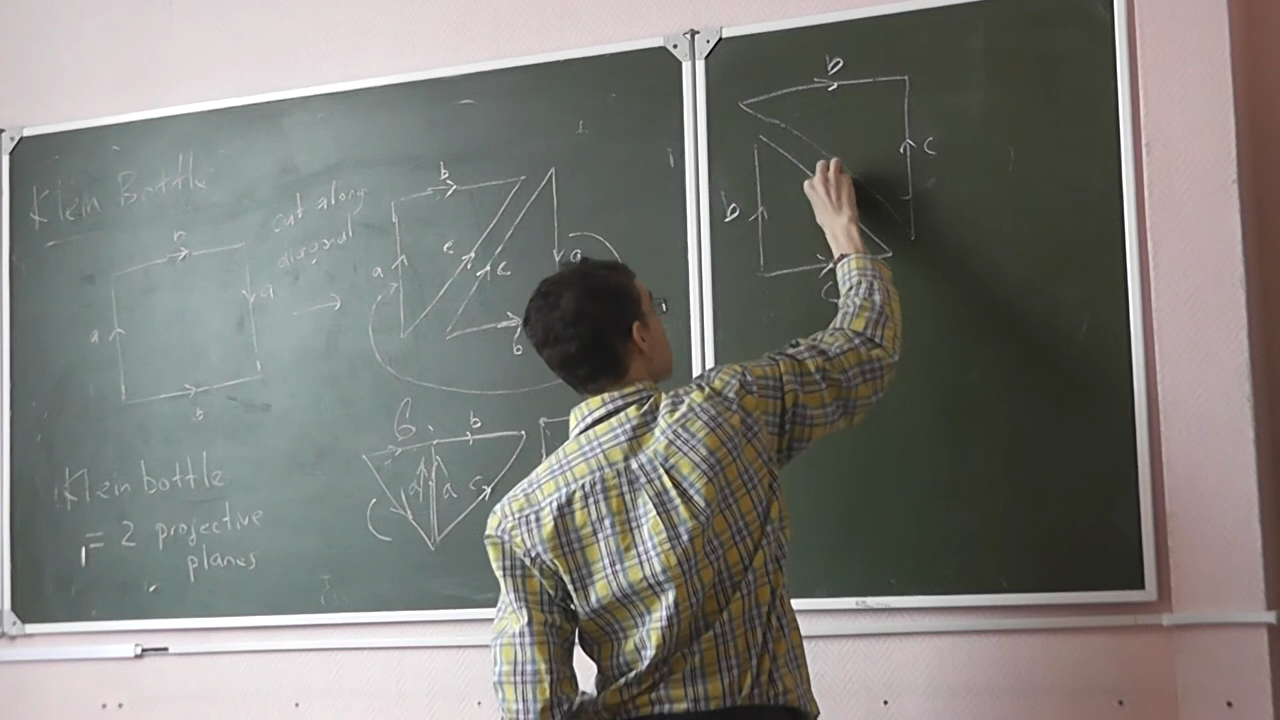 Klein Bottle
a
a
b
cut along
diagonal
b
a
c
c
a
b
b
a
c
Klein bottle
= 2 projective
planes
b
c
b